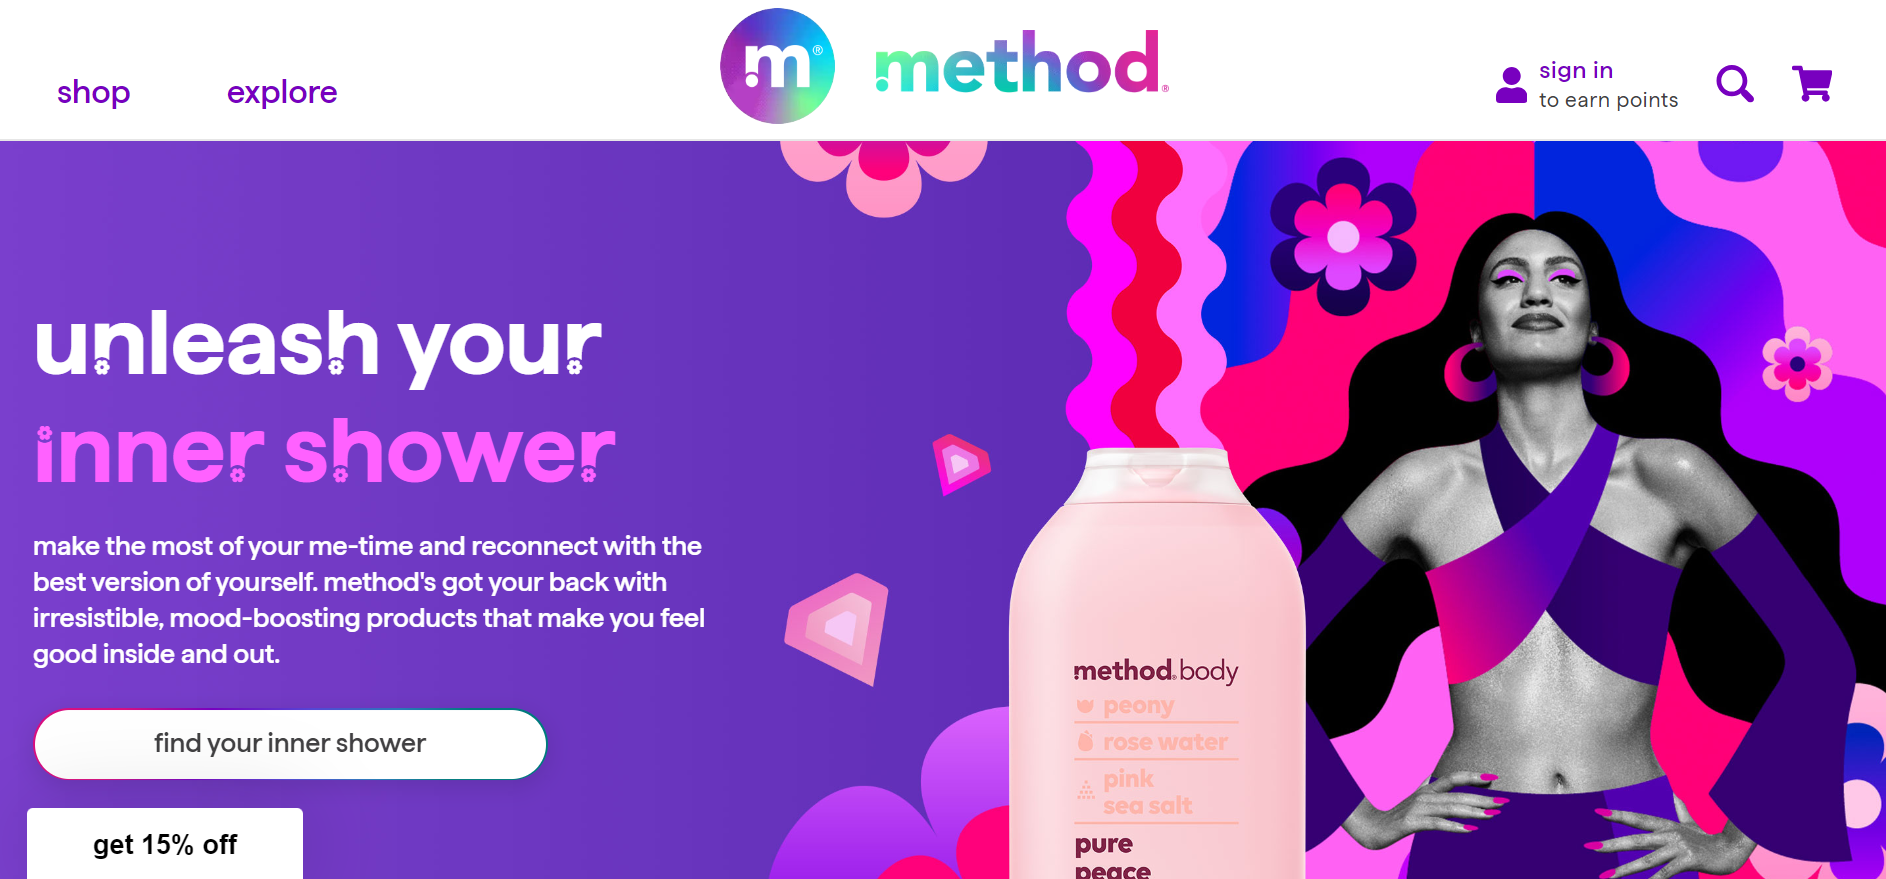 shop
explore
m®
method®
sign in
to earn points
unleash your
inner shower
make the most of your me-time and reconnect with the
best version of yourself. method's got your back with
irresistible, mood-boosting products that make you feel
good inside and out.
find your inner shower
get 15% off
method® body
peony
rose water
pink
sea salt
pure
peace